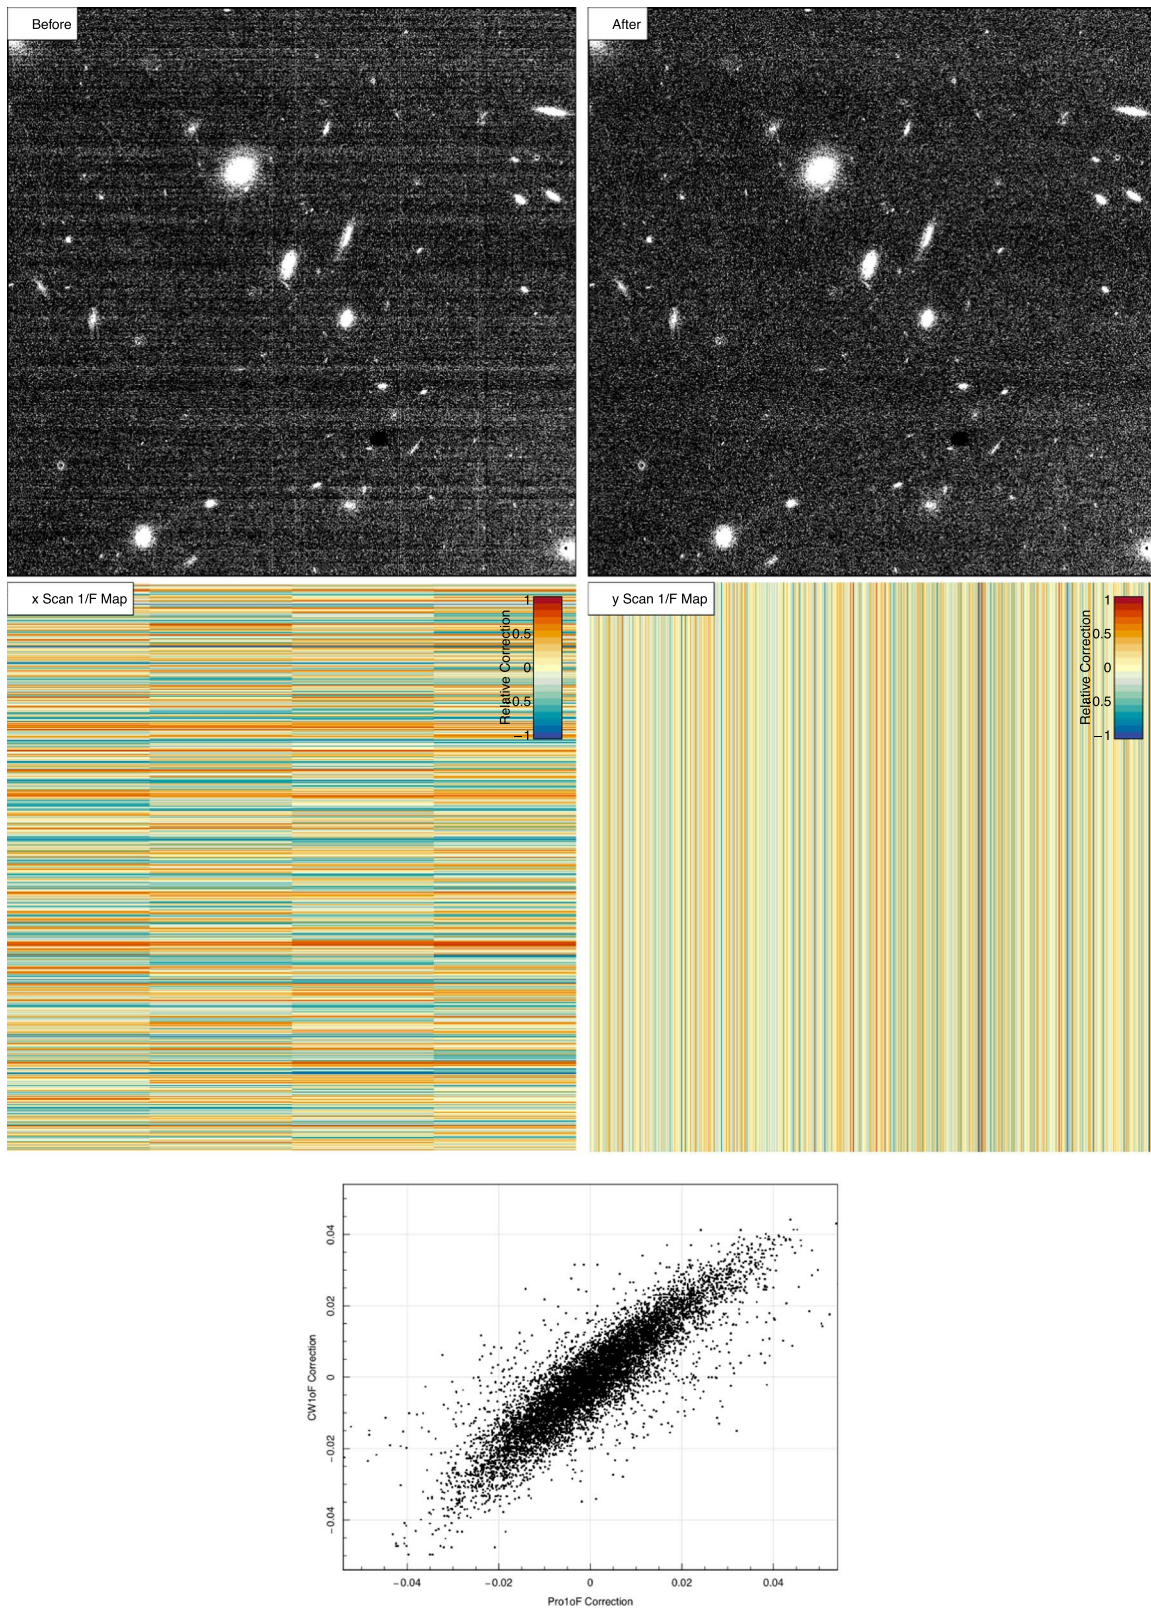 Before
After
x Scan 1/F Map
1
0.5
0
0.5
−1
Relative Correction
y Scan 1/F Map
1
0.5
0
0.5
−1
Relative Correction
0.04
0.02
0
−0.02
−0.04
CW1oF Correction
−0.04
−0.02
0
0.02
0.04
Pro1oF Correction